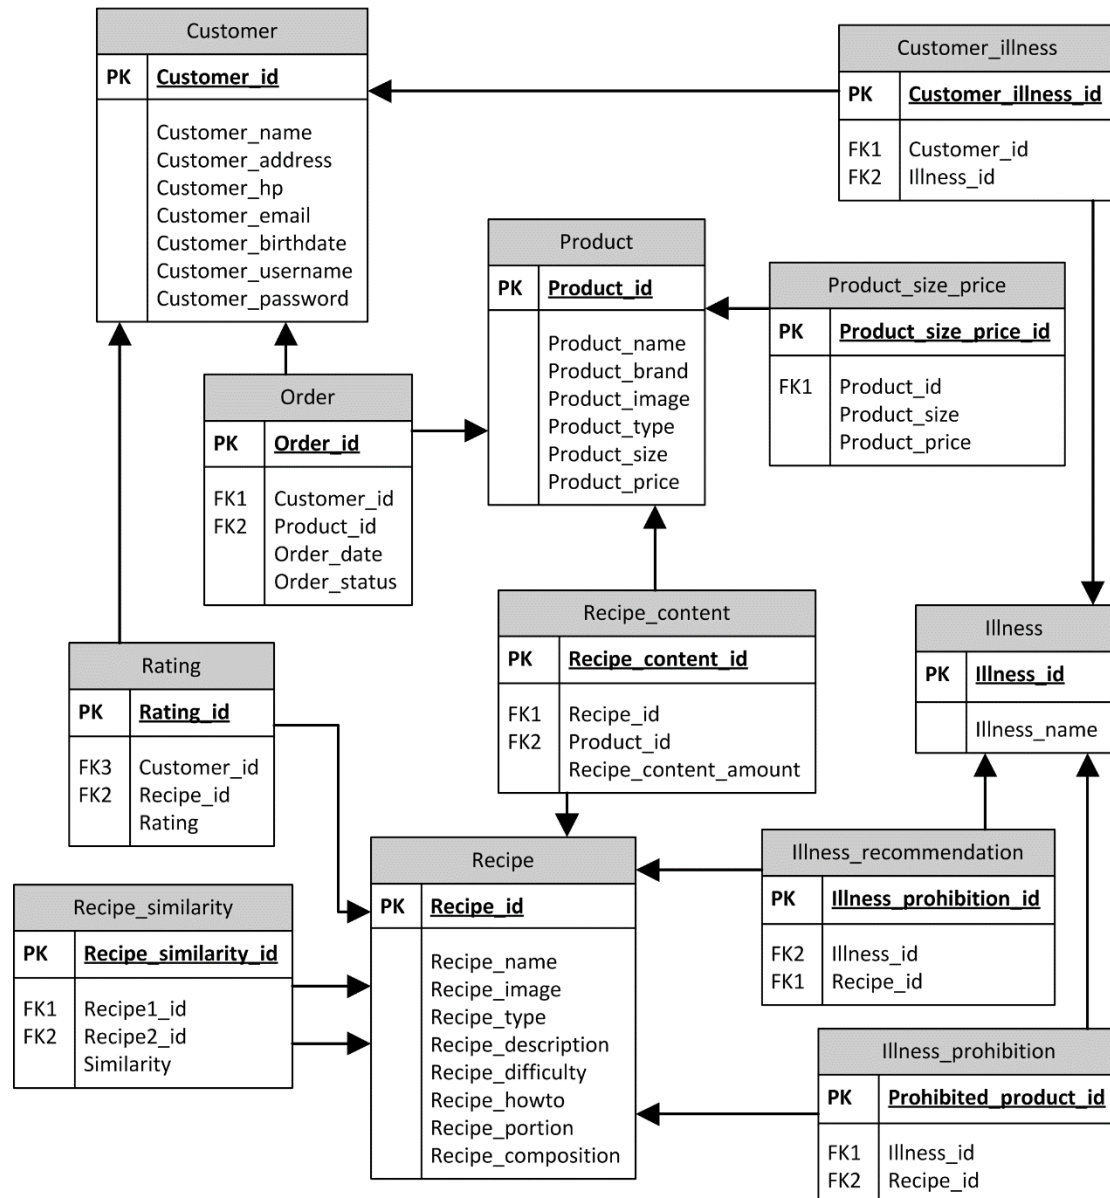 Customer
PK Customer_id
Customer_name
Customer_address
Customer_hp
Customer_email
Customer_birthdate
Customer_username
Customer_password
Customer_illness
PK Customer_illness_id
FK1 Customer_id
FK2 Illness_id
Product
PK Product_id
Product_name
Product_brand
Product_image
Product_type
Product_size
Product_price
Product_size_price
PK Product_size_price_id
FK1 Product_id
Product_size
Product_price
Order
PK Order_id
FK1 Customer_id
FK2 Product_id
Order_date
Order_status
Recipe_content
PK Recipe_content_id
FK1 Recipe_id
FK2 Product_id
Recipe_content_amount
Illness
PK Illness_id
Illness_name
Rating
PK Rating_id
FK3 Customer_id
FK2 Recipe_id
Rating
Recipe
PK Recipe_id
Recipe_name
Recipe_image
Recipe_type
Recipe_description
Recipe_difficulty
Recipe_howto
Recipe_portion
Recipe_composition
Illness_recommendation
PK Illness_prohibition_id
FK2 Illness_id
FK1 Recipe_id
Recipe_similarity
PK Recipe_similarity_id
FK1 Recipe1_id
FK2 Recipe2_id
Similarity
Illness_prohibition
PK Prohibited_product_id
FK1 Illness_id
FK2 Recipe_id